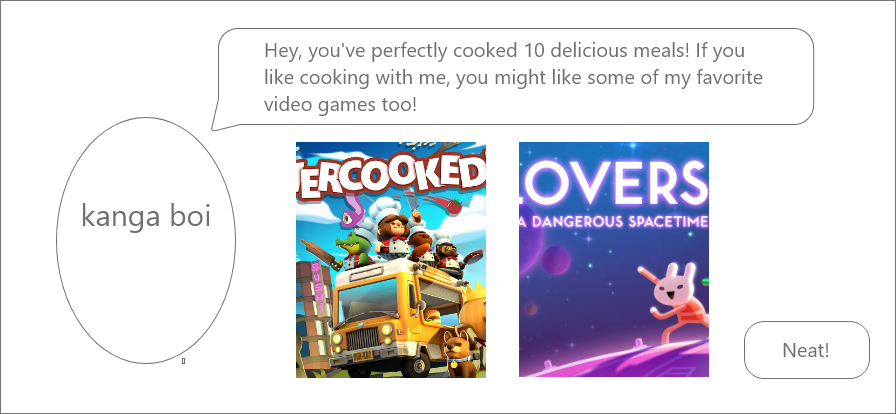 Hey, you've perfectly cooked 10 delicious meals! If you
like cooking with me, you might like some of my favorite
video games too!
kanga boi
ERCOOKED
SUSHI
LOVERS
A DANGEROUS SPACETIME
Neat!